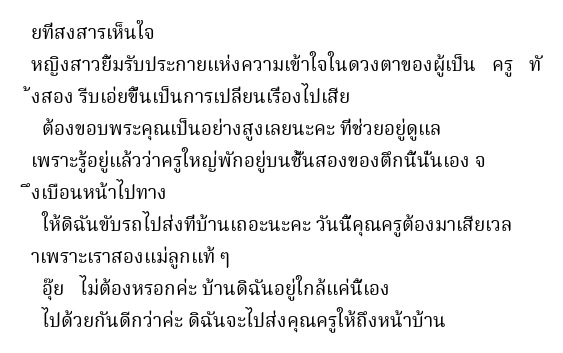 ยที่สงสารเห็นใจ
หญิงสาวยิ้มรับประกายแห่งความเข้าใจในดวงตาของผู้เป็น ครู ทั
้งสอง รีบเอ่ยขึ้นเป็นการเปลี่ยนเรื่องไปเสีย
ต้องขอบพระคุณเป็นอย่างสูงเลยนะคะ ที่ช่วยอยู่ดูแล
เพราะรู้อยู่แล้วว่าครูใหญ่พักอยู่บนชั้นสองของตึกนี้นั่นเอง จ
ึงเบือนหน้าไปทาง
ให้ดิฉันขับรถไปส่งที่บ้านเถอะนะคะ วันนี้คุณครูต้องมาเสียเวล
าเพราะเราสองแม่ลูกแท้ ๆ
อุ๊ย ไม่ต้องหรอกค่ะ บ้านดิฉันอยู่ใกล้แค่นี้เอง
ไปด้วยกันดีกว่าค่ะ ดิฉันจะไปส่งคุณครูให้ถึงหน้าบ้าน